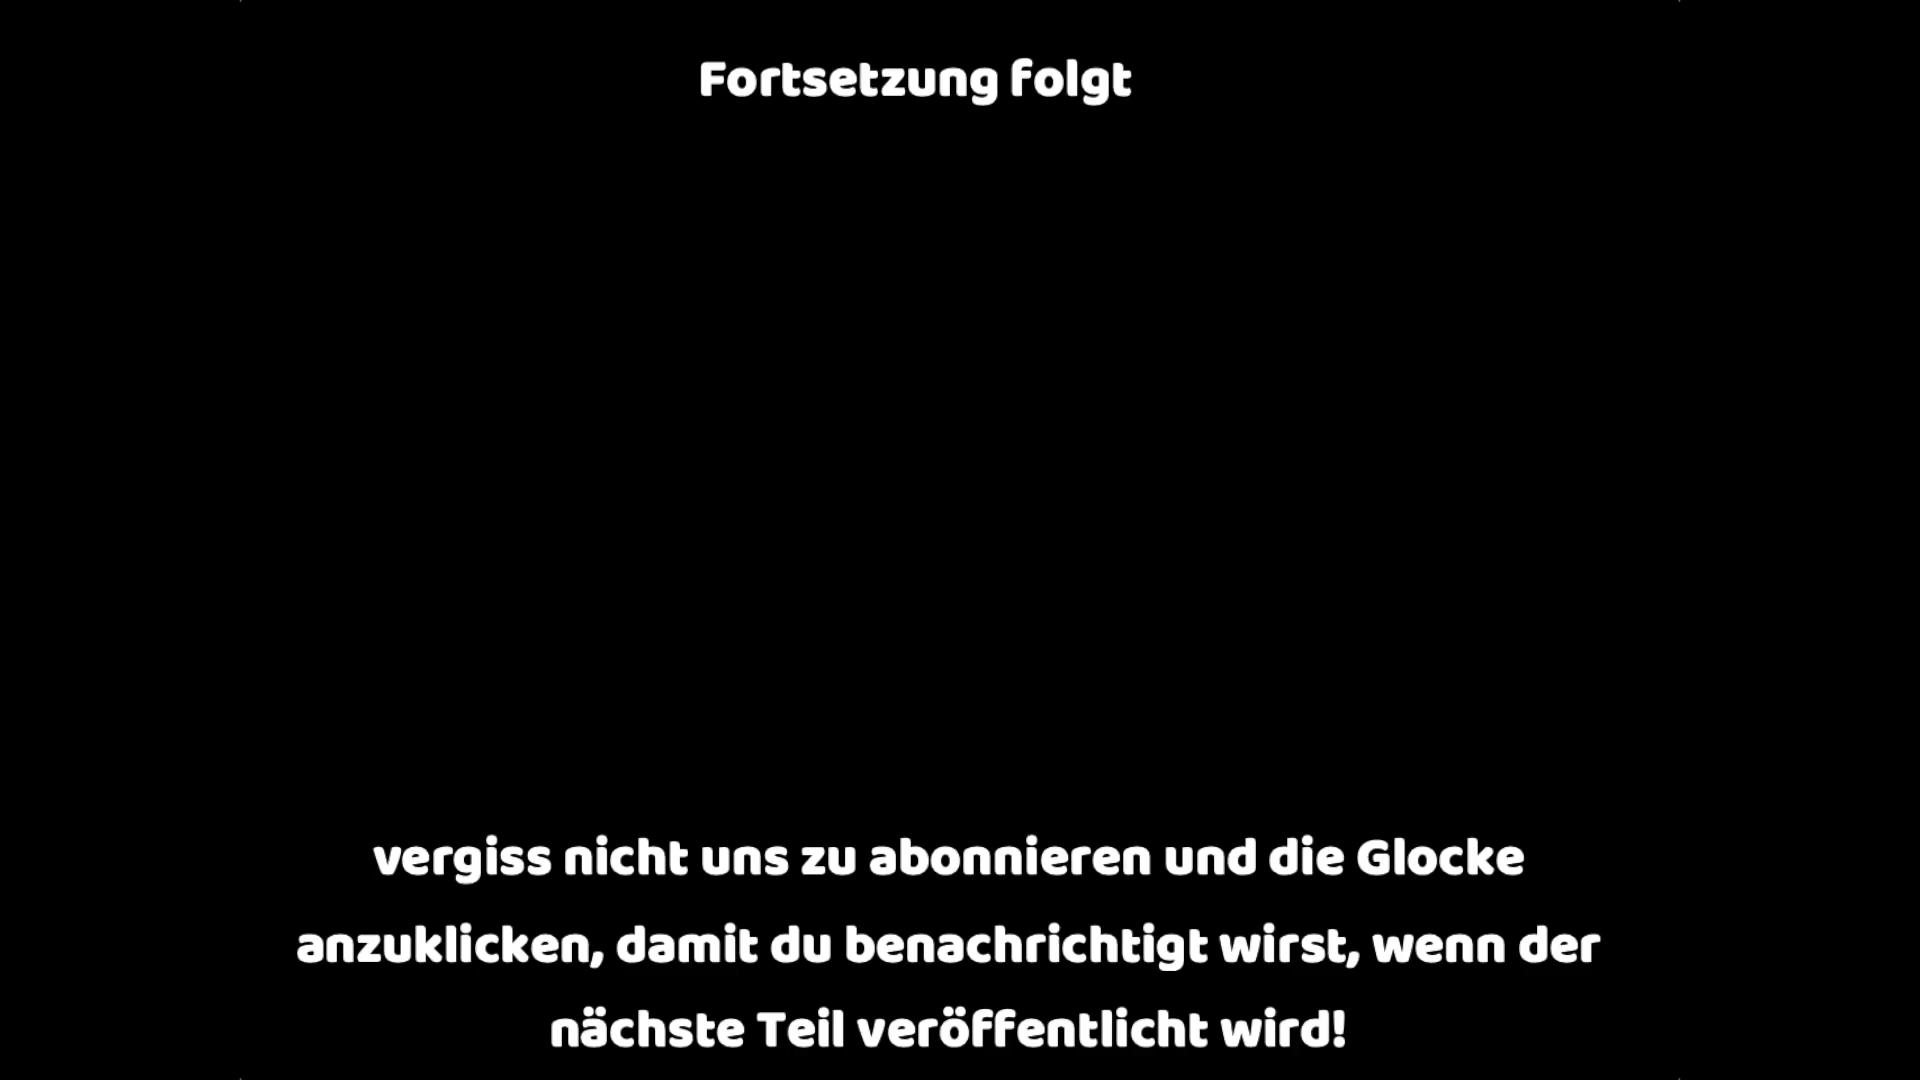 Fortsetzung folgt
vergiss nicht uns zu abonnieren und die Glocke
anzuklicken, damit du benachrichtigt wirst, wenn der
nächste Teil veröffentlicht wird!